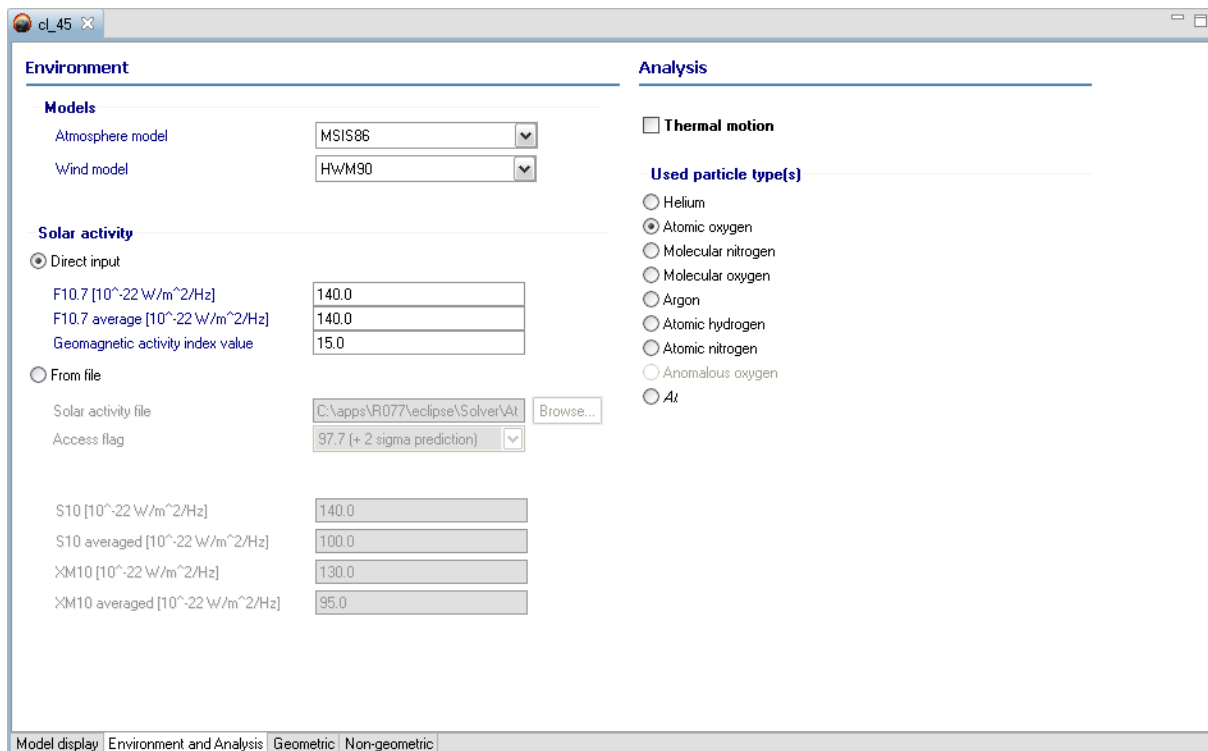 cl_45
Environment
Models
Atmosphere model MSIS86
Wind model HWM90
Solar activity
Direct input
F10.7 [10^-22 W/m^2/Hz] 140.0
F10.7 average [10^-22 W/m^2/Hz] 140.0
Geomagnetic activity index value 15.0
From file
Solar activity file C:\apps\R077\eclipse\Solver\At Browse...
Access flag 97.7 (+ 2 sigma prediction)
S10 [10^-22 W/m^2/Hz] 140.0
S10 averaged [10^-22 W/m^2/Hz] 100.0
XM10 [10^-22 W/m^2/Hz] 130.0
XM10 averaged [10^-22 W/m^2/Hz] 95.0
Analysis
Thermal motion
Used particle type(s)
Helium
Atomic oxygen
Molecular nitrogen
Molecular oxygen
Argon
Atomic hydrogen
Atomic nitrogen
Anomalous oxygen
Model display Environment and Analysis Geometric Non-geometric